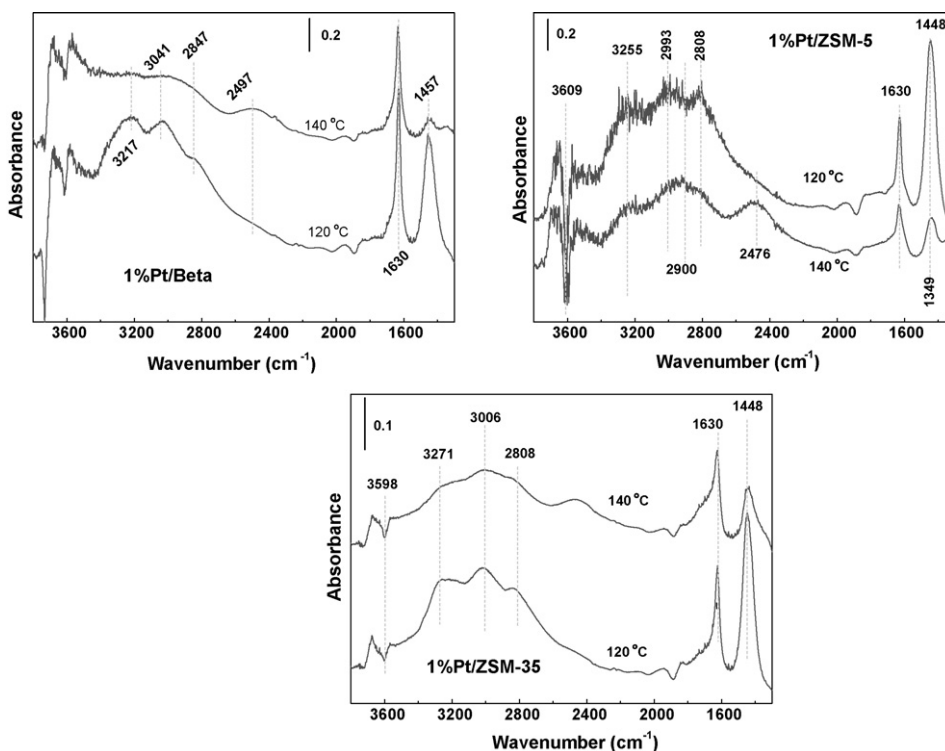 0.2
3041
2847
2497
1457
140 °C
3217
120 °C
1630
1%Pt/Beta
Absorbance
3600 3200 2800 2400 2000 1600
Wavenumber (cm⁻¹)
0.2
1%Pt/ZSM-5
1448
3609
3255
2993
2808
1630
120 °C
140 °C
2900
2476
1349
Absorbance
3600 3200 2800 2400 2000 1600
Wavenumber (cm⁻¹)
0.1
3598
3271
3006
2808
1630
1448
140 °C
120 °C
1%Pt/ZSM-35
Absorbance
3600 3200 2800 2400 2000 1600
Wavenumber (cm⁻¹)